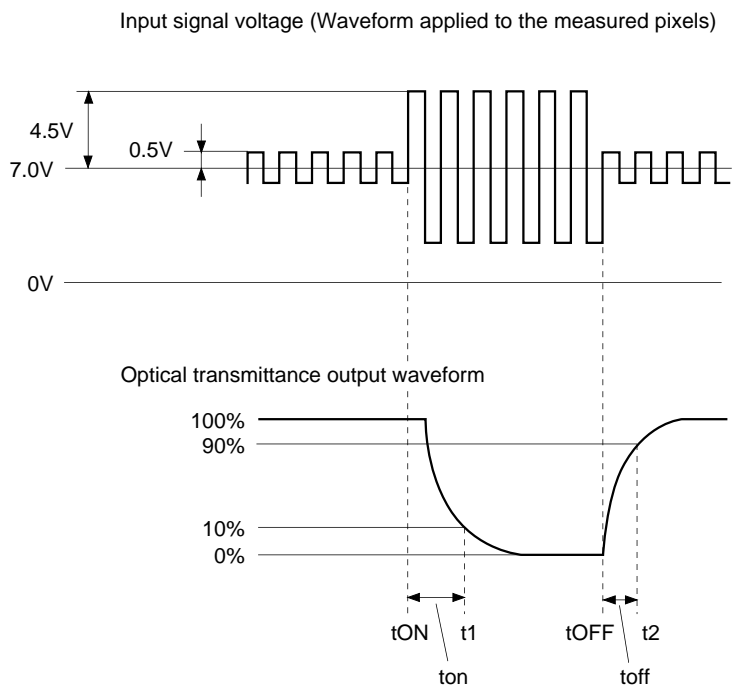 Input signal voltage (Waveform applied to the measured pixels)
4.5V
0.5V
7.0V
0V
Optical transmittance output waveform
100%
90%
10%
0%
tON t1 tOFF t2
ton toff